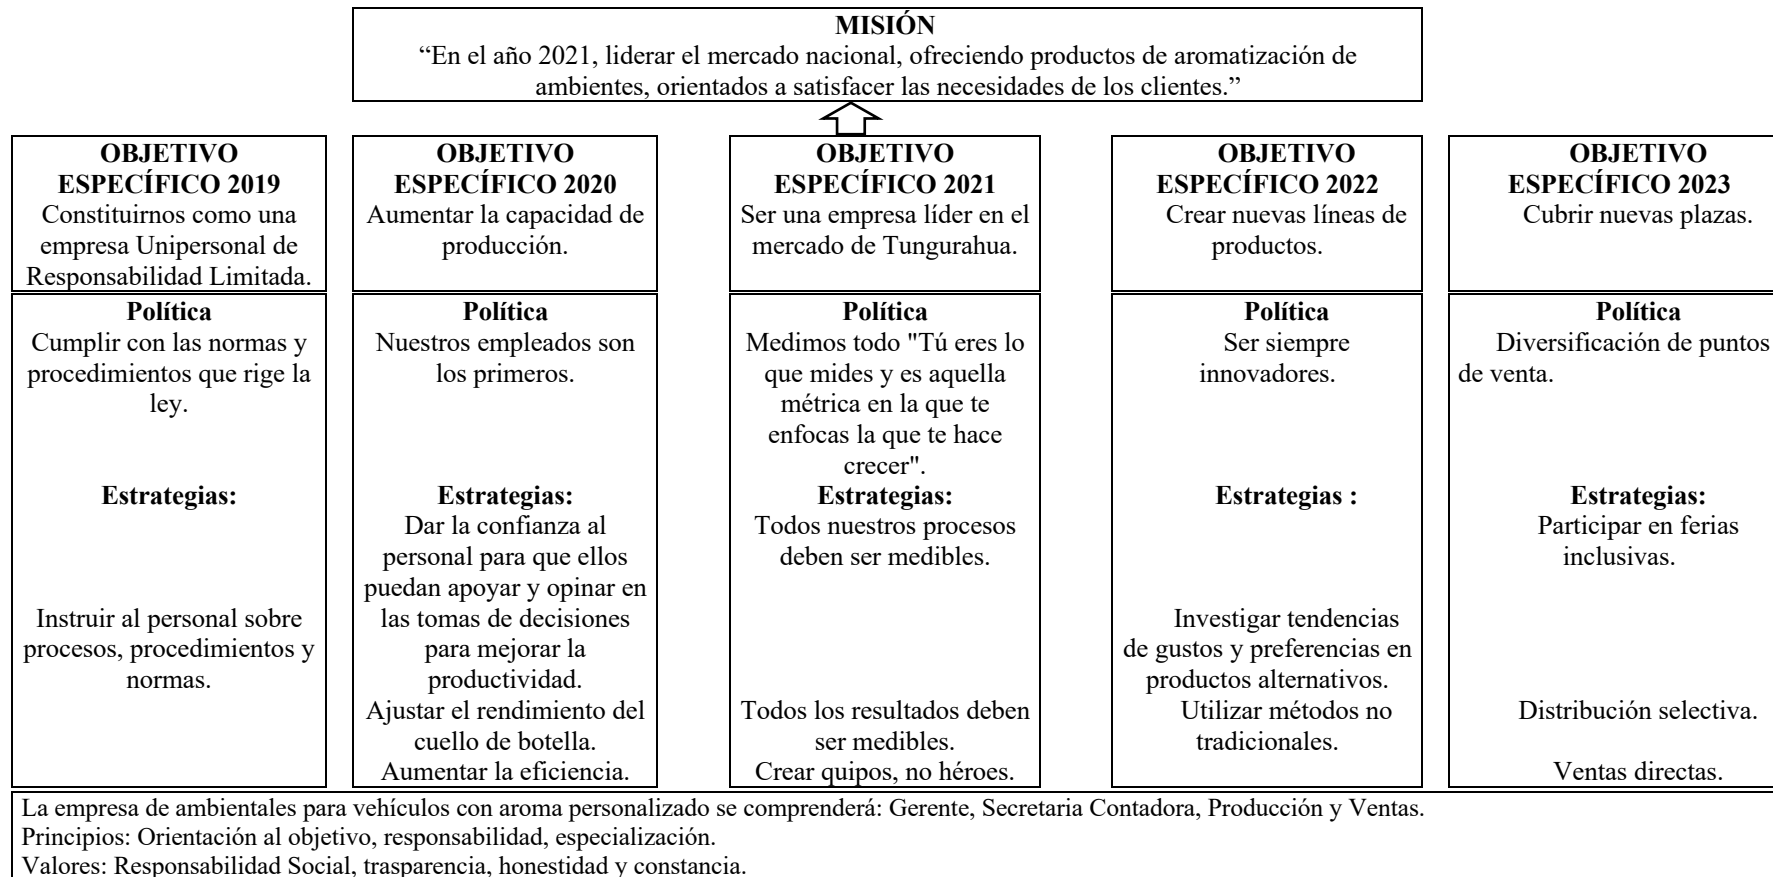 MISIÓN
“En el año 2021, liderar el mercado nacional, ofreciendo productos de aromatización de
ambientes, orientados a satisfacer las necesidades de los clientes.”
OBJETIVO
ESPECÍFICO 2019
Constituirnos como una
empresa Unipersonal de
Responsabilidad Limitada.
Política
Cumplir con las normas y
procedimientos que rige la
ley.
Estrategias:
Instruir al personal sobre
procesos, procedimientos y
normas.
OBJETIVO
ESPECÍFICO 2020
Aumentar la capacidad de
producción.
Política
Nuestros empleados son
los primeros.
Estrategias:
Dar la confianza al
personal para que ellos
puedan apoyar y opinar en
las tomas de decisiones
para mejorar la
productividad.
Ajustar el rendimiento del
cuello de botella.
Aumentar la eficiencia.
OBJETIVO
ESPECÍFICO 2021
Ser una empresa líder en el
mercado de Tungurahua.
Política
Medimos todo "Tú eres lo
que mides y es aquella
métrica en la que te
enfocas la que te hace
crecer".
Estrategias:
Todos nuestros procesos
deben ser medibles.
Todos los resultados deben
ser medibles.
Crear quipos, no héroes.
OBJETIVO
ESPECÍFICO 2022
Crear nuevas líneas de
productos.
Política
Ser siempre
innovadores.
Estrategias :
Investigar tendencias
de gustos y preferencias en
productos alternativos.
Utilizar métodos no
tradicionales.
OBJETIVO
ESPECÍFICO 2023
Cubrir nuevas plazas.
Política
Diversificación de puntos
de venta.
Estrategias:
Participar en ferias
inclusivas.
Distribución selectiva.
Ventas directas.
La empresa de ambientales para vehículos con aroma personalizado se comprenderá: Gerente, Secretaria Contadora, Producción y Ventas.
Principios: Orientación al objetivo, responsabilidad, especialización.
Valores: Responsabilidad Social, trasparencia, honestidad y constancia.